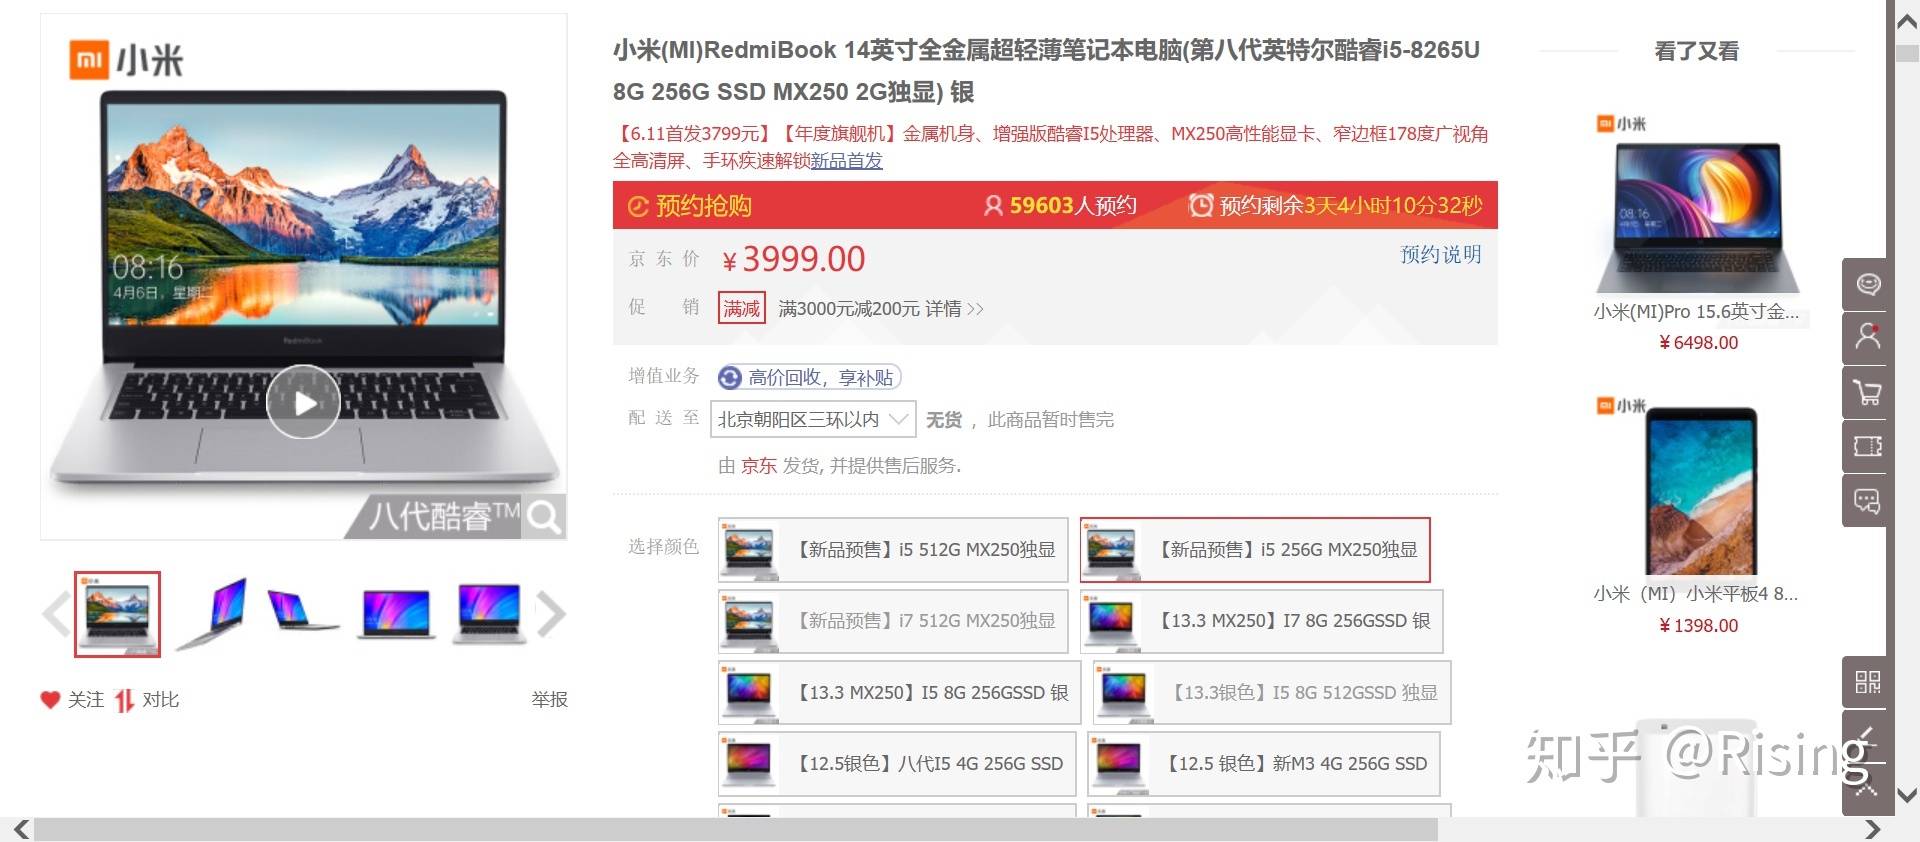 小米
08:16
4月6日，星期二
RedmiBook
八代酷睿™
关注 对比 举报
小米(MI)RedmiBook 14英寸全金属超轻薄笔记本电脑(第八代英特尔酷睿i5-8265U
8G 256G SSD MX250 2G独显) 银
【6.11首发3799元】【年度旗舰机】金属机身、增强版酷睿I5处理器、MX250高性能显卡、窄边框178度广视角
全高清屏、手环疾速解锁新品首发
预约抢购 59603人预约 预约剩余3天4小时10分32秒
京东价 ¥3999.00 预约说明
促销 满减 满3000元减200元 详情 >>
增值业务 高价回收，享补贴
配送至 北京朝阳区三环以内 无货，此商品暂时售完
由 京东 发货, 并提供售后服务.
选择颜色 【新品预售】i5 512G MX250独显 【新品预售】i5 256G MX250独显
【新品预售】i7 512G MX250独显 【13.3 MX250】I7 8G 256GSSD 银
【13.3 MX250】I5 8G 256GSSD 银 【13.3银色】I5 8G 512GSSD 独显
【12.5银色】八代I5 4G 256G SSD 【12.5 银色】新M3 4G 256G SSD
看了又看
小米
08:16
小米(MI)Pro 15.6英寸金...
¥6498.00
小米
小米（MI）小米平板4 8...
¥1398.00
知乎 @Rising